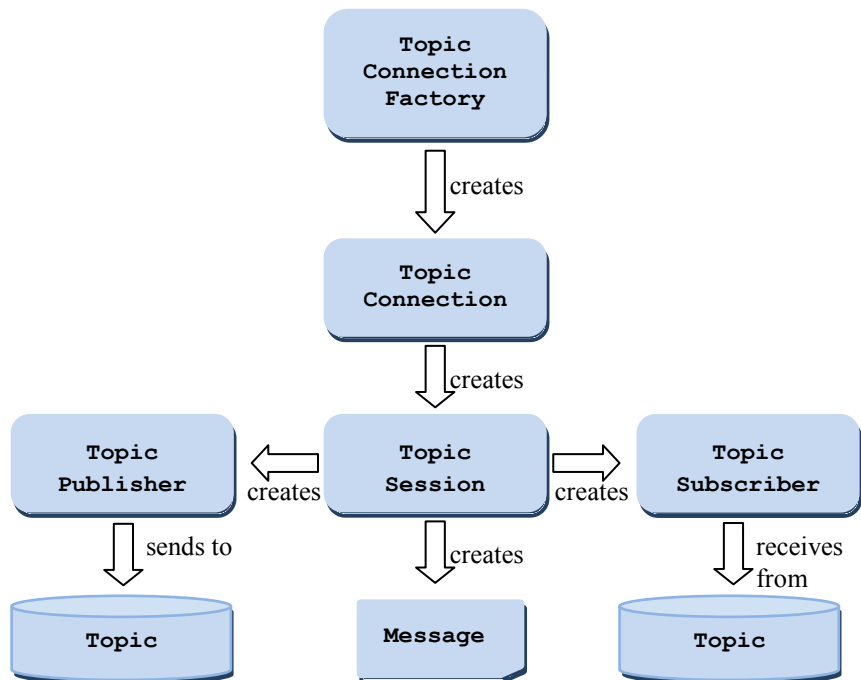 Topic
Connection
Factory
creates
Topic
Connection
creates
Topic
Publisher
creates
Topic
Session
creates
Topic
Subscriber
sends to
creates
receives
from
Topic
Message
Topic